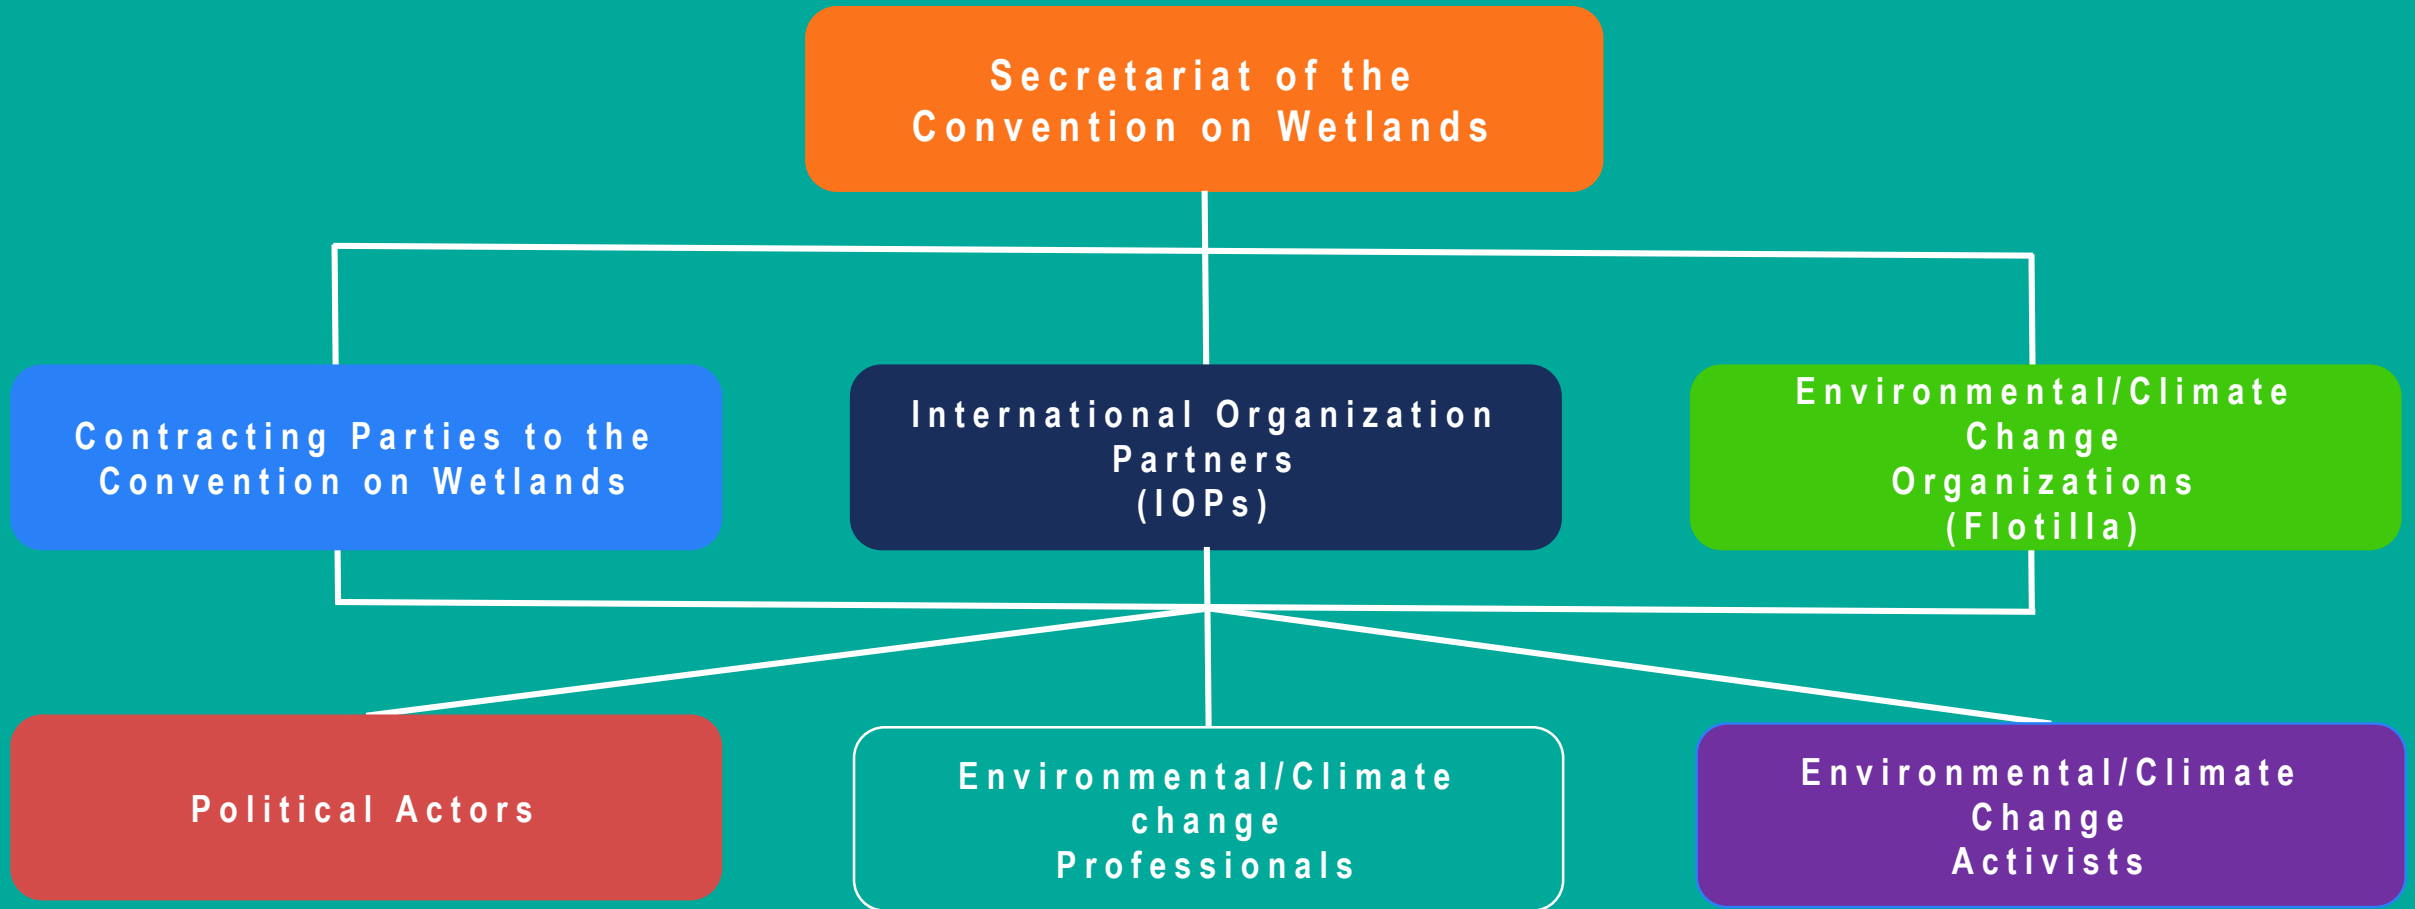 Secretariat of the
Convention on Wetlands
Contracting Parties to the
Convention on Wetlands
International Organization
Partners
(IOPs)
Environmental/Climate
Change
Organizations
(Flotilla)
Political Actors
Environmental/Climate
change
Professionals
Environmental/Climate
Change
Activists